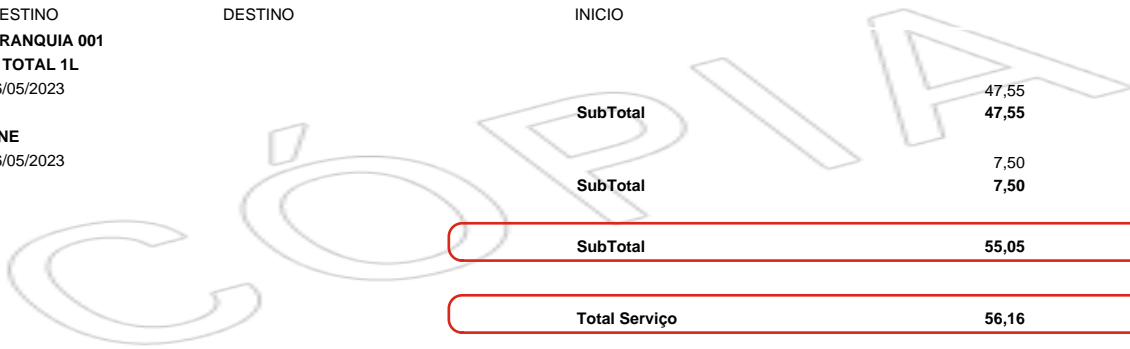 ESTINO DESTINO INICIO
RANQUIA 001
TOTAL 1L
/05/2023 47,55
SubTotal 47,55
NE
/05/2023 7,50
SubTotal 7,50
SubTotal 55,05
Total Serviço 56,16
CÓPIA